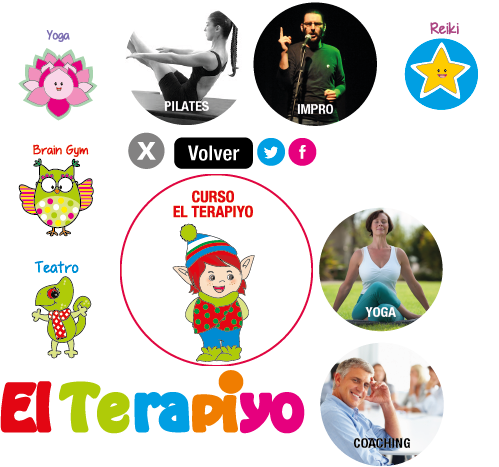 Yoga
PILATES
IMPRO
Reiki
Brain Gym
X
Volver
f
CURSO
EL TERAPIYO
Teatro
YOGA
El Terapiyo
COACHING